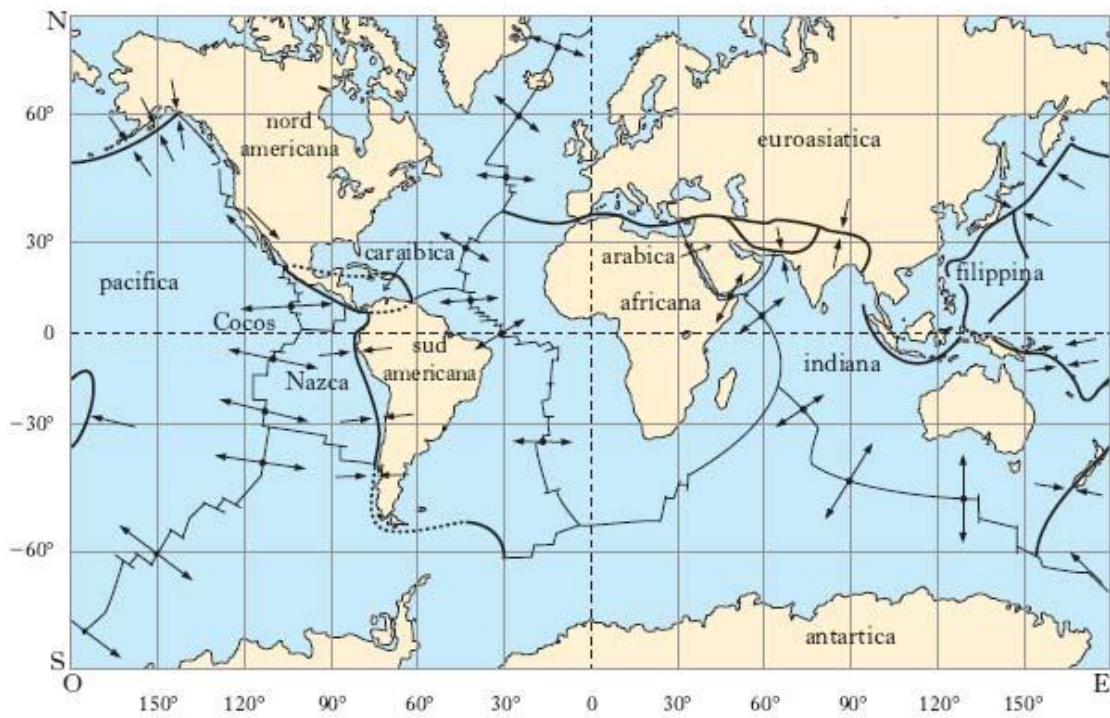 N
60°
nord
americana
euroasiatica
30°
caraibica
arabica
filippina
pacifica
africana
Cocos
0
sud
americana
indiana
Nazca
−30°
−60°
antartica
S
O
E
150°
120°
90°
60°
30°
0
30°
60°
90°
120°
150°